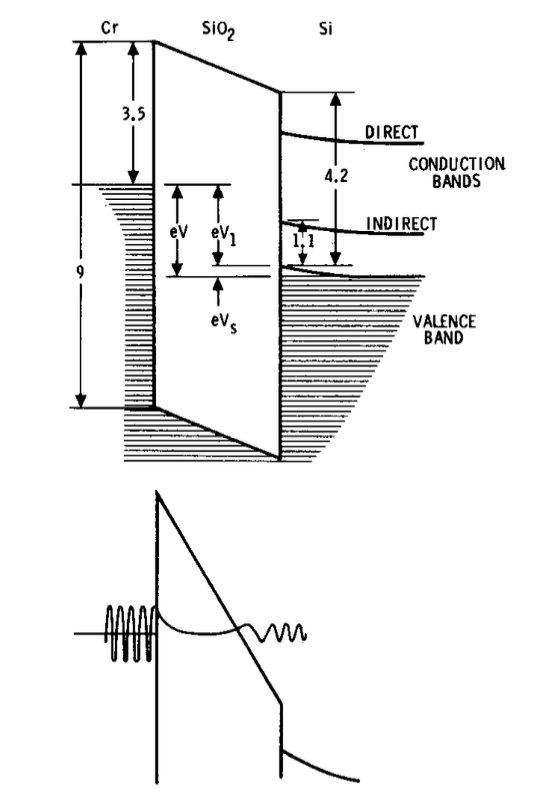 Cr SiO₂ Si
3.5
DIRECT
4.2
CONDUCTION
BANDS
INDIRECT
eV eV₁ 1.1
9
eVₛ
VALENCE
BAND